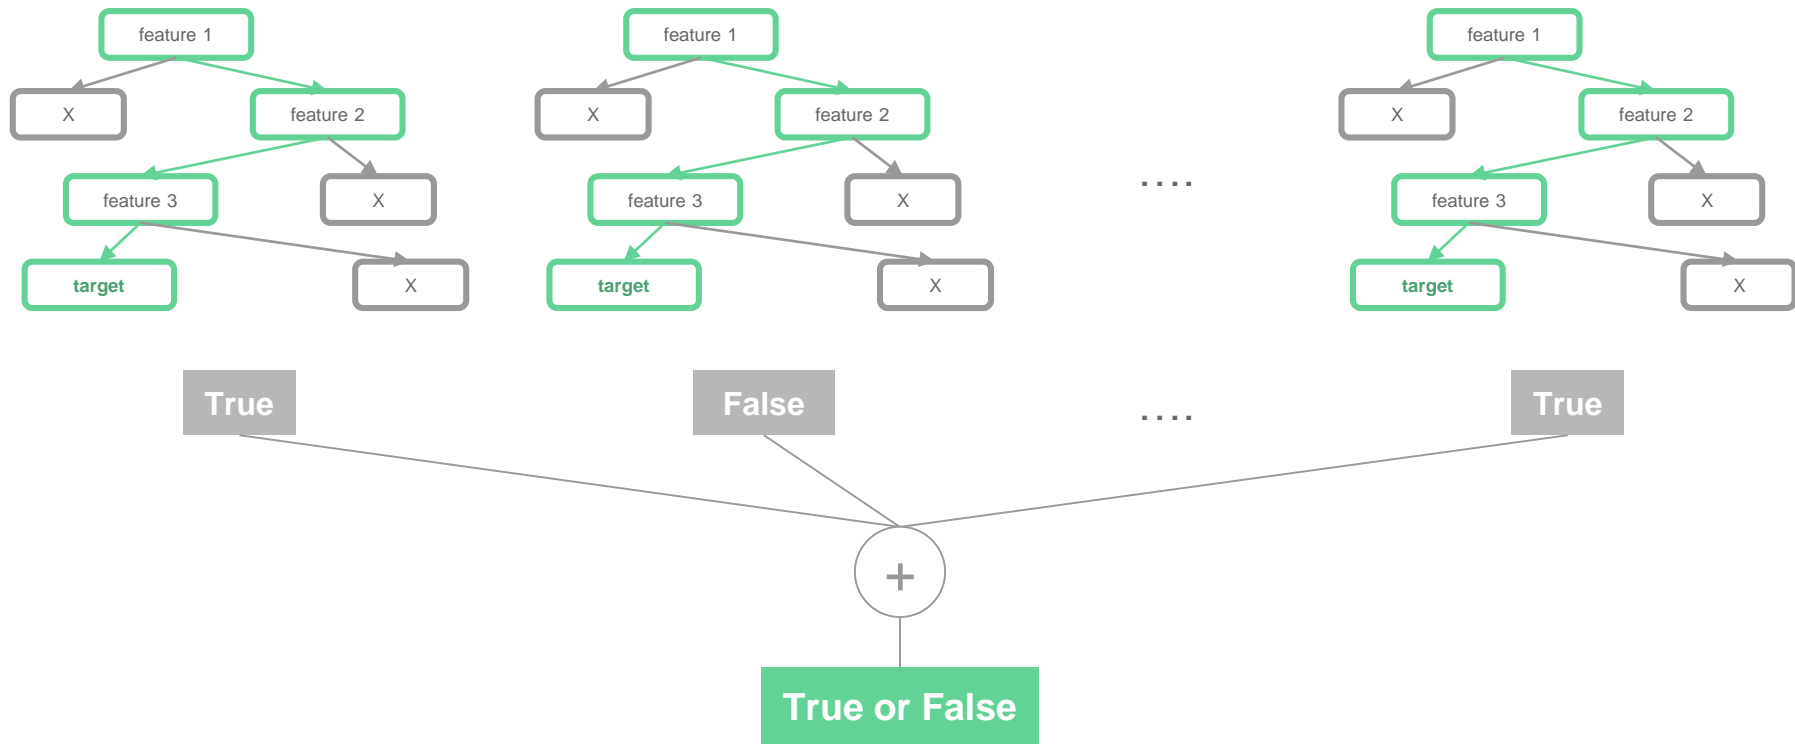 feature 1
feature 1
feature 1
X
feature 2
X
feature 2
X
feature 2
feature 3
X
feature 3
X
....
feature 3
X
target
X
target
X
target
X
True
False
....
True
+
True or False